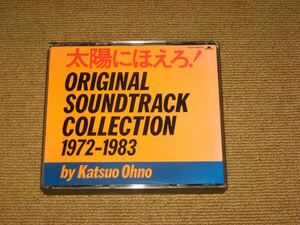 太陽にほえろ!
ORIGINAL
SOUNDTRACK
COLLECTION
1972-1983
by Katsuo Ohno